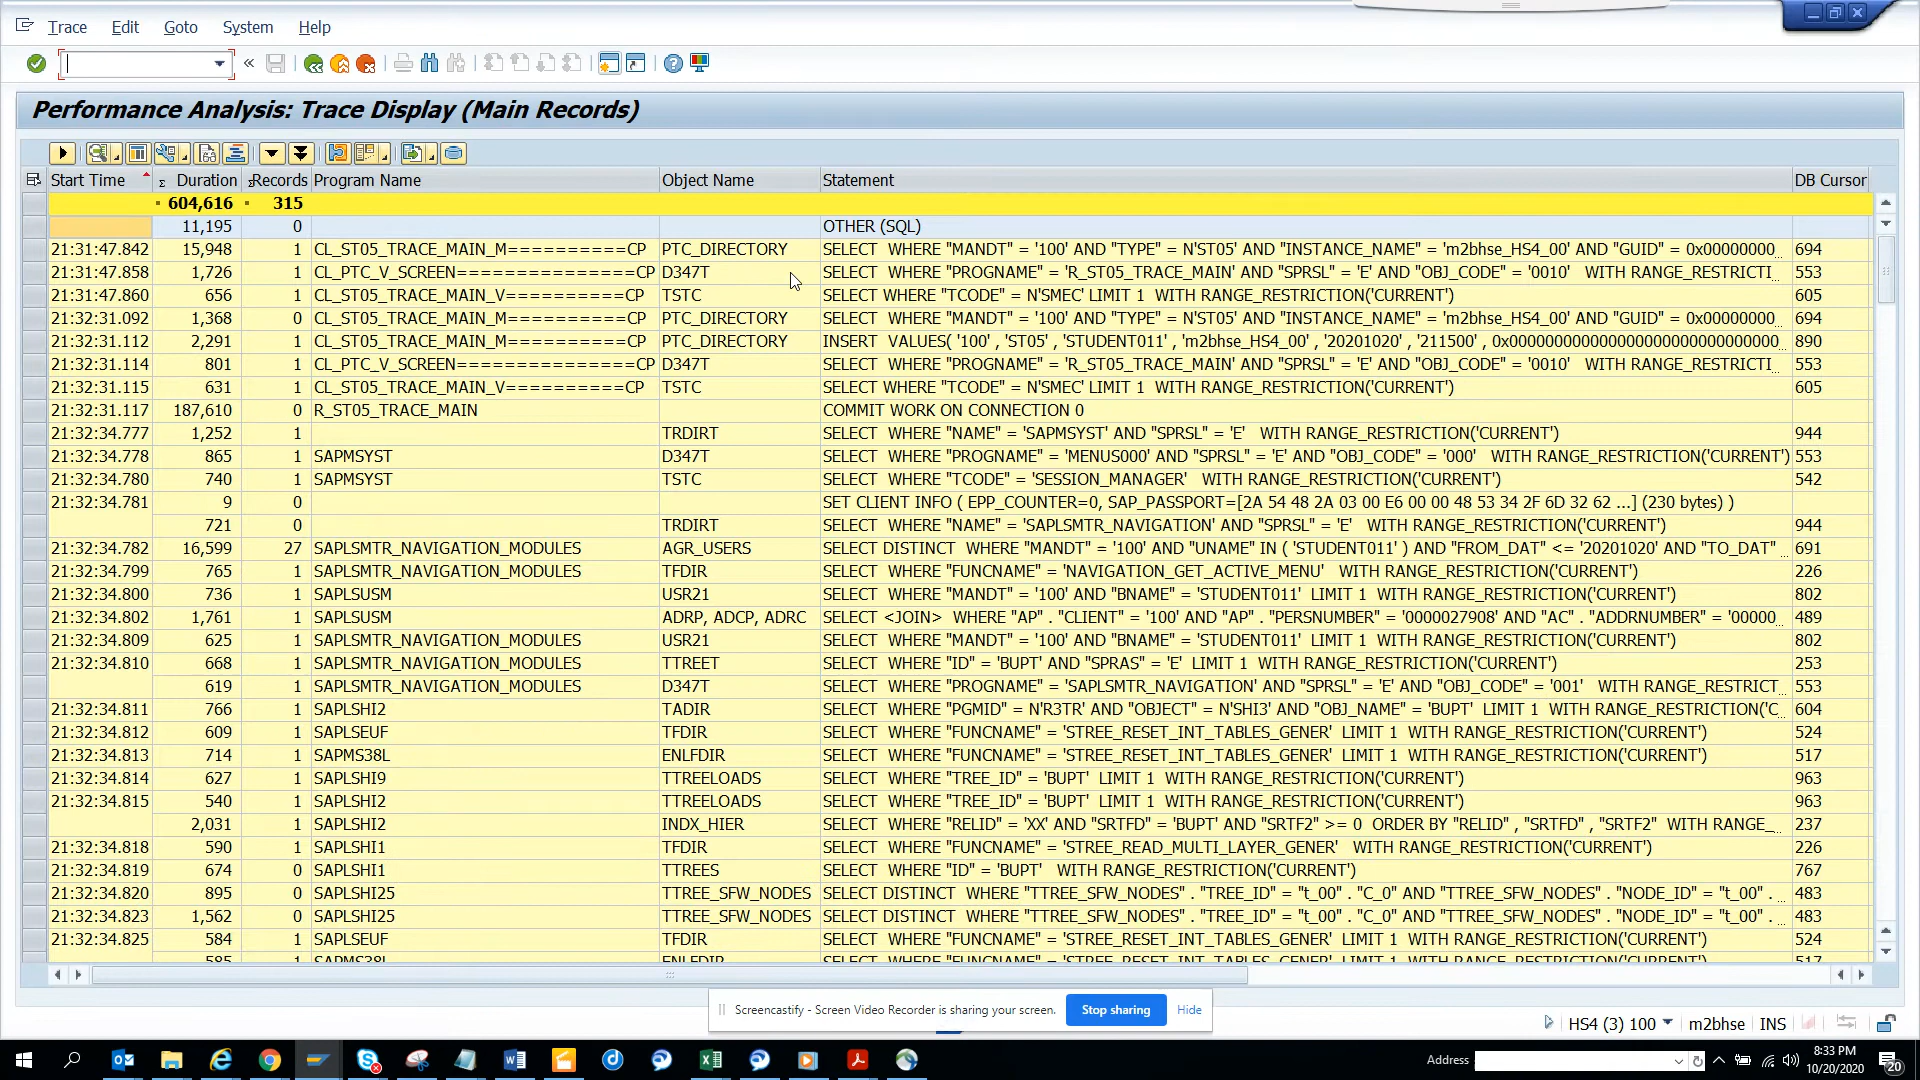 Trace Edit Goto System Help
Performance Analysis: Trace Display (Main Records)
Start Time Duration Records Program Name Object Name Statement DB Cursor
604,616 315
11,195 0 OTHER (SQL)
21:31:47.842 15,948 1 CL_ST05_TRACE_MAIN_M==========CP PTC_DIRECTORY SELECT WHERE "MANDT" = '100' AND "TYPE" = N'ST05' AND "INSTANCE_NAME" = 'm2bhse_HS4_00' AND "GUID" = 0x00000000... 694
21:31:47.858 1,726 1 CL_PTC_V_SCREEN===============CP D347T SELECT WHERE "PROGNAME" = 'R_ST05_TRACE_MAIN' AND "SPRSL" = 'E' AND "OBJ_CODE" = '0010' WITH RANGE_RESTRICTI... 553
21:31:47.860 656 1 CL_ST05_TRACE_MAIN_V==========CP TSTC SELECT WHERE "TCODE" = N'SMEC' LIMIT 1 WITH RANGE_RESTRICTION('CURRENT') 605
21:32:31.092 1,368 0 CL_ST05_TRACE_MAIN_M==========CP PTC_DIRECTORY SELECT WHERE "MANDT" = '100' AND "TYPE" = N'ST05' AND "INSTANCE_NAME" = 'm2bhse_HS4_00' AND "GUID" = 0x00000000... 694
21:32:31.112 2,291 1 CL_ST05_TRACE_MAIN_M==========CP PTC_DIRECTORY INSERT VALUES( '100' , 'ST05' , 'STUDENT011' , 'm2bhse_HS4_00' , '20201020' , '211500' , 0x00000000000000000000000000000... 890
21:32:31.114 801 1 CL_PTC_V_SCREEN===============CP D347T SELECT WHERE "PROGNAME" = 'R_ST05_TRACE_MAIN' AND "SPRSL" = 'E' AND "OBJ_CODE" = '0010' WITH RANGE_RESTRICTI... 553
21:32:31.115 631 1 CL_ST05_TRACE_MAIN_V==========CP TSTC SELECT WHERE "TCODE" = N'SMEC' LIMIT 1 WITH RANGE_RESTRICTION('CURRENT') 605
21:32:31.117 187,610 0 R_ST05_TRACE_MAIN COMMIT WORK ON CONNECTION 0
21:32:34.777 1,252 1 TRDIRT SELECT WHERE "NAME" = 'SAPMSYST' AND "SPRSL" = 'E' WITH RANGE_RESTRICTION('CURRENT') 944
21:32:34.778 865 1 SAPMSYST D347T SELECT WHERE "PROGNAME" = 'MENUS000' AND "SPRSL" = 'E' AND "OBJ_CODE" = '000' WITH RANGE_RESTRICTION('CURRENT') 553
21:32:34.780 740 1 SAPMSYST TSTC SELECT WHERE "TCODE" = 'SESSION_MANAGER' WITH RANGE_RESTRICTION('CURRENT') 542
21:32:34.781 9 0 SET CLIENT INFO ( EPP_COUNTER=0, SAP_PASSPORT=[2A 54 48 2A 03 00 E6 00 00 48 53 34 2F 6D 32 62 ...] (230 bytes) )
721 0 TRDIRT SELECT WHERE "NAME" = 'SAPLSMTR_NAVIGATION' AND "SPRSL" = 'E' WITH RANGE_RESTRICTION('CURRENT') 944
21:32:34.782 16,599 27 SAPLSMTR_NAVIGATION_MODULES AGR_USERS SELECT DISTINCT WHERE "MANDT" = '100' AND "UNAME" IN ( 'STUDENT011' ) AND "FROM_DAT" <= '20201020' AND "TO_DAT" ... 691
21:32:34.799 765 1 SAPLSMTR_NAVIGATION_MODULES TFDIR SELECT WHERE "FUNCNAME" = 'NAVIGATION_GET_ACTIVE_MENU' WITH RANGE_RESTRICTION('CURRENT') 226
21:32:34.800 736 1 SAPLSUSM USR21 SELECT WHERE "MANDT" = '100' AND "BNAME" = 'STUDENT011' LIMIT 1 WITH RANGE_RESTRICTION('CURRENT') 802
21:32:34.802 1,761 1 SAPLSUSM ADRP, ADCP, ADRC SELECT <JOIN> WHERE "AP" . "CLIENT" = '100' AND "AP" . "PERSNUMBER" = '0000027908' AND "AC" . "ADDRNUMBER" = '00000... 489
21:32:34.809 625 1 SAPLSMTR_NAVIGATION_MODULES USR21 SELECT WHERE "MANDT" = '100' AND "BNAME" = 'STUDENT011' LIMIT 1 WITH RANGE_RESTRICTION('CURRENT') 802
21:32:34.810 668 1 SAPLSMTR_NAVIGATION_MODULES TTREET SELECT WHERE "ID" = 'BUPT' AND "SPRAS" = 'E' LIMIT 1 WITH RANGE_RESTRICTION('CURRENT') 253
619 1 SAPLSMTR_NAVIGATION_MODULES D347T SELECT WHERE "PROGNAME" = 'SAPLSMTR_NAVIGATION' AND "SPRSL" = 'E' AND "OBJ_CODE" = '001' WITH RANGE_RESTRICT... 553
21:32:34.811 766 1 SAPLSHI2 TADIR SELECT WHERE "PGMID" = N'R3TR' AND "OBJECT" = N'SHI3' AND "OBJ_NAME" = 'BUPT' LIMIT 1 WITH RANGE_RESTRICTION('C... 604
21:32:34.812 609 1 SAPLSEUF TFDIR SELECT WHERE "FUNCNAME" = 'STREE_RESET_INT_TABLES_GENER' LIMIT 1 WITH RANGE_RESTRICTION('CURRENT') 524
21:32:34.813 714 1 SAPMS38L ENLFDIR SELECT WHERE "FUNCNAME" = 'STREE_RESET_INT_TABLES_GENER' LIMIT 1 WITH RANGE_RESTRICTION('CURRENT') 517
21:32:34.814 627 1 SAPLSHI9 TTREELOADS SELECT WHERE "TREE_ID" = 'BUPT' LIMIT 1 WITH RANGE_RESTRICTION('CURRENT') 963
21:32:34.815 540 1 SAPLSHI2 TTREELOADS SELECT WHERE "TREE_ID" = 'BUPT' LIMIT 1 WITH RANGE_RESTRICTION('CURRENT') 963
2,031 1 SAPLSHI2 INDX_HIER SELECT WHERE "RELID" = 'XX' AND "SRTFD" = 'BUPT' AND "SRTF2" >= 0 ORDER BY "RELID" , "SRTFD" , "SRTF2" WITH RANGE_... 237
21:32:34.818 590 1 SAPLSHI1 TFDIR SELECT WHERE "FUNCNAME" = 'STREE_READ_MULTI_LAYER_GENER' WITH RANGE_RESTRICTION('CURRENT') 226
21:32:34.819 674 0 SAPLSHI1 TTREES SELECT WHERE "ID" = 'BUPT' WITH RANGE_RESTRICTION('CURRENT') 767
21:32:34.820 895 0 SAPLSHI25 TTREE_SFW_NODES SELECT DISTINCT WHERE "TTREE_SFW_NODES" . "TREE_ID" = "t_00" . "C_0" AND "TTREE_SFW_NODES" . "NODE_ID" = "t_00" . ... 483
21:32:34.823 1,562 0 SAPLSHI25 TTREE_SFW_NODES SELECT DISTINCT WHERE "TTREE_SFW_NODES" . "TREE_ID" = "t_00" . "C_0" AND "TTREE_SFW_NODES" . "NODE_ID" = "t_00" . ... 483
21:32:34.825 584 1 SAPLSEUF TFDIR SELECT WHERE "FUNCNAME" = 'STREE_RESET_INT_TABLES_GENER' LIMIT 1 WITH RANGE_RESTRICTION('CURRENT') 524
585 1 SAPMS38L ENLFDIR SELECT WHERE "FUNCNAME" = 'STREE_RESET_INT_TABLES_GENER' LIMIT 1 WITH RANGE_RESTRICTION('CURRENT') 517
Screencastify - Screen Video Recorder is sharing your screen. Stop sharing Hide
HS4 (3) 100 m2bhse INS
Address 8:33 PM
10/20/2020 20